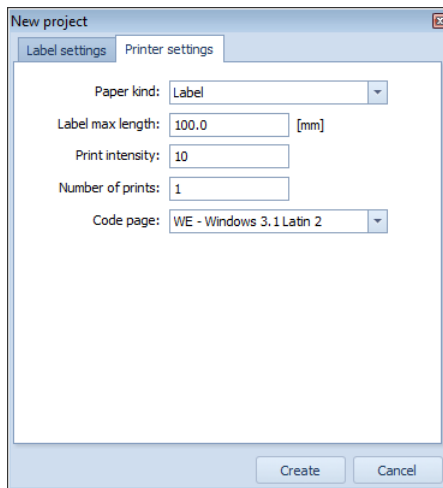 New project
Label settings Printer settings
Paper kind: Label
Label max length: 100.0 [mm]
Print intensity: 10
Number of prints: 1
Code page: WE - Windows 3.1 Latin 2
Create Cancel